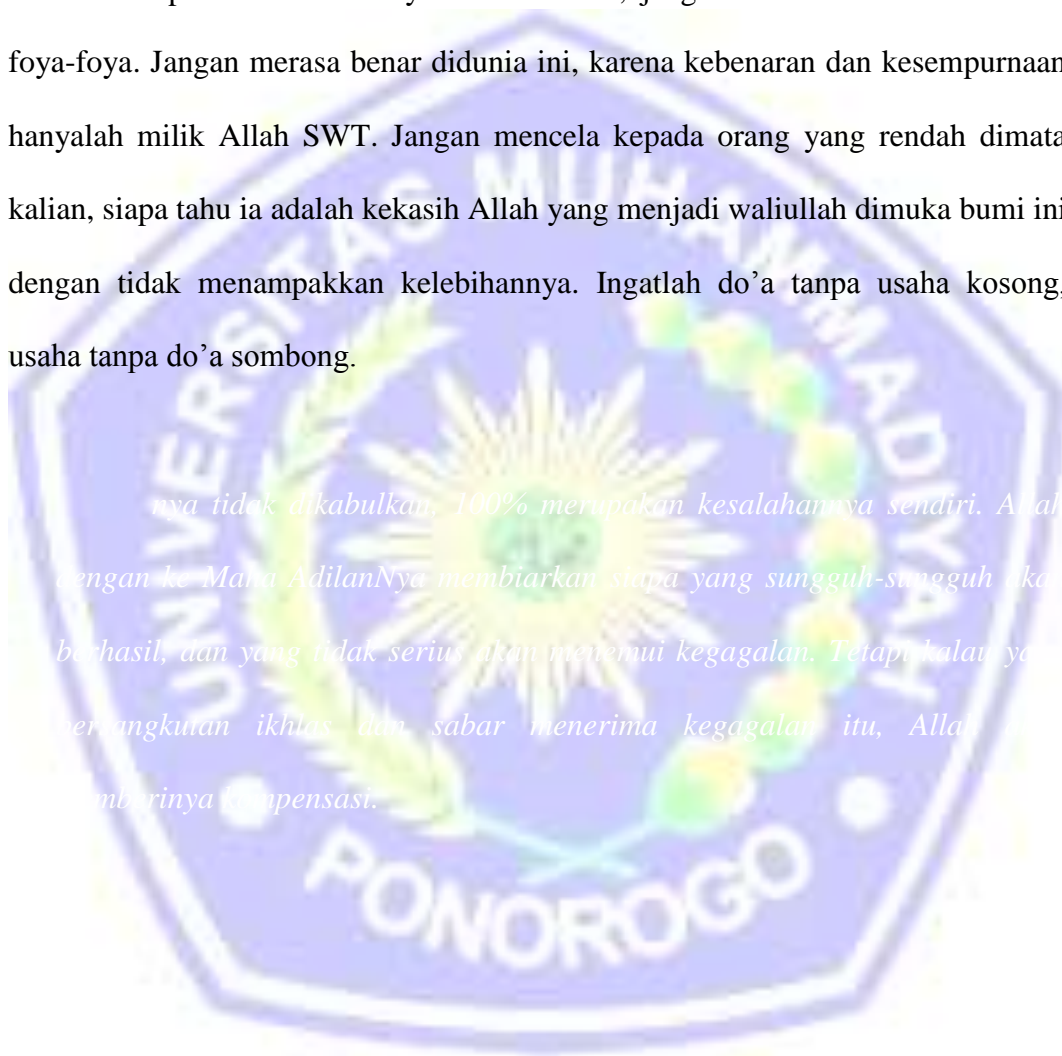 foya-foya. Jangan merasa benar didunia ini, karena kebenaran dan kesempurnaan
hanyalah milik Allah SWT. Jangan mencela kepada orang yang rendah dimata
kalian, siapa tahu ia adalah kekasih Allah yang menjadi waliullah dimuka bumi ini
dengan tidak menampakkan kelebihannya. Ingatlah do’a tanpa usaha kosong,
usaha tanpa do’a sombong.
UNIVERSITAS MUHAMMADIYAH
nya tidak dikabulkan, 100% merupakan kesalahannya sendiri. Allah
dengan ke Maha AdilanNya membiarkan siapa yang sungguh-sungguh
berhasil, dan yang tidak serius akan menemui kegagalan. Tetapi kalau
bersangkutan ikhlas dan sabar menerima kegagalan itu, Allah
kompensasi.
PONOROGO